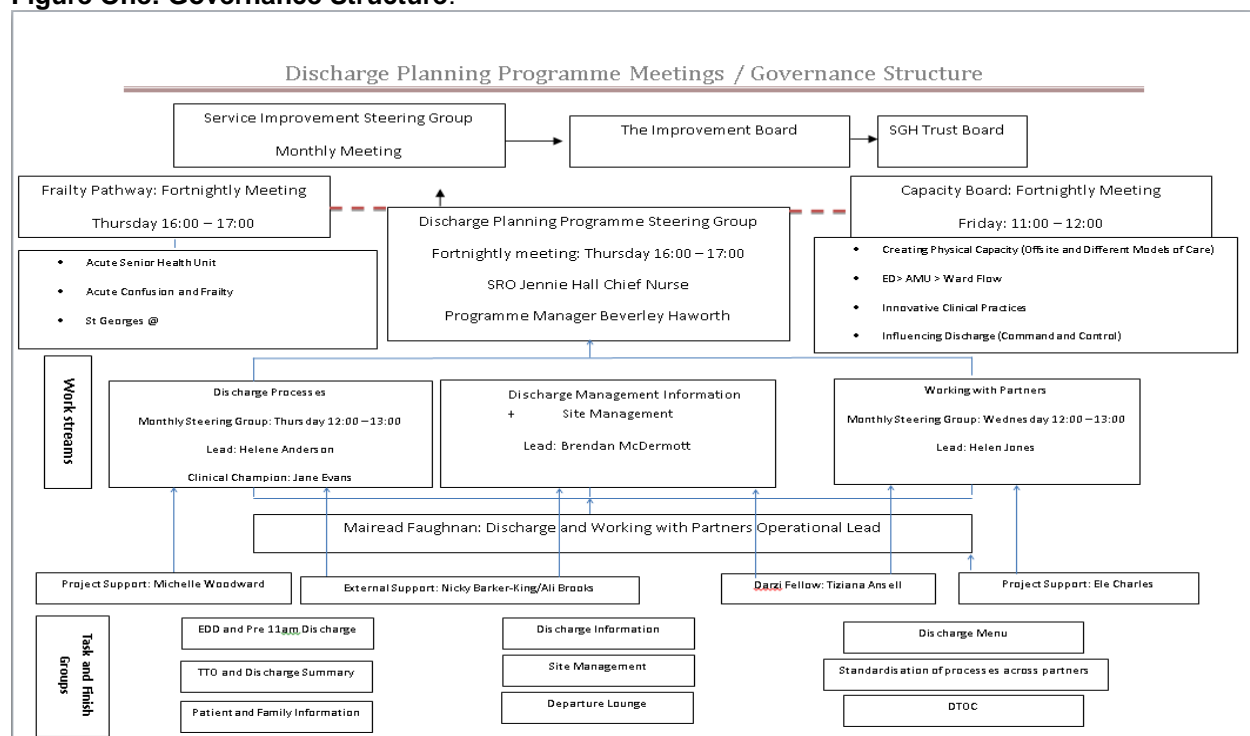 Figure One: Governance Structure.
Discharge Planning Programme Meetings / Governance Structure
Service Improvement Steering Group
Monthly Meeting
The Improvement Board
SGH Trust Board
Frailty Pathway: Fortnightly Meeting
Thursday 16:00 – 17:00
Discharge Planning Programme Steering Group
Fortnightly meeting: Thursday 16:00 – 17:00
SRO Jennie Hall Chief Nurse
Programme Manager Beverley Haworth
Capacity Board: Fortnightly Meeting
Friday: 11:00 – 12:00
• Acute Senior Health Unit
• Acute Confusion and Frailty
• St Georges @
• Creating Physical Capacity (Offsite and Different Models of Care)
• ED> AMU > Ward Flow
• Innovative Clinical Practices
• Influencing Discharge (Command and Control)
Work streams
Discharge Processes
Monthly Steering Group: Thursday 12:00 – 13:00
Lead: Helene Anderson
Clinical Champion: Jane Evans
Discharge Management Information
+ Site Management
Lead: Brendan McDermott
Working with Partners
Monthly Steering Group: Wednesday 12:00 – 13:00
Lead: Helen Jones
Mairead Faughnan: Discharge and Working with Partners Operational Lead
Project Support: Michelle Woodward
External Support: Nicky Barker-King/Ali Brooks
Darzi Fellow: Tiziana Ansell
Project Support: Ele Charles
Task and Finish
Groups
EDD and Pre 11am Discharge
TTO and Discharge Summary
Patient and Family Information
Discharge Information
Site Management
Departure Lounge
Discharge Menu
Standardisation of processes across partners
DTOC